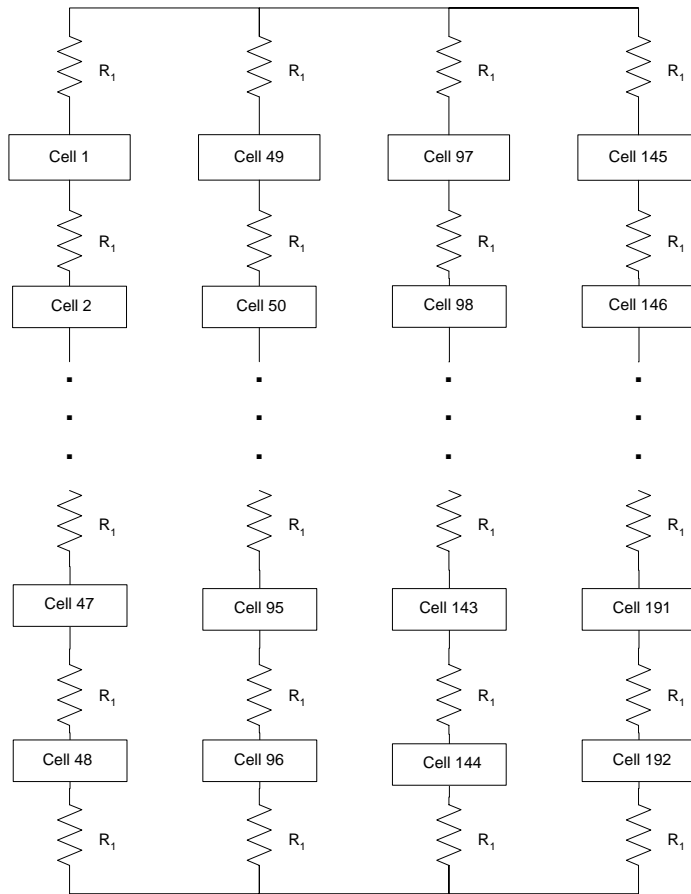 R₁ R₁ R₁ R₁
Cell 1 Cell 49 Cell 97 Cell 145
R₁ R₁ R₁ R₁
Cell 2 Cell 50 Cell 98 Cell 146
R₁ R₁ R₁ R₁
Cell 47 Cell 95 Cell 143 Cell 191
R₁ R₁ R₁ R₁
Cell 48 Cell 96 Cell 144 Cell 192
R₁ R₁ R₁ R₁